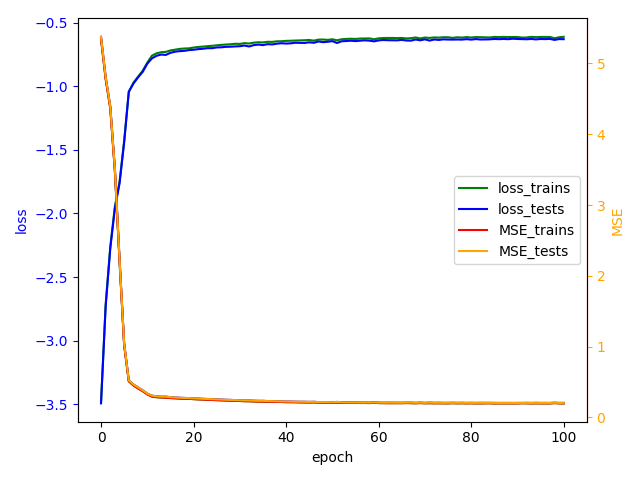 −0.5
−1.0
−1.5
−2.0
−2.5
−3.0
−3.5
loss
0 20 40 60 80 100
epoch
5
4
3
2
1
0
MSE
loss_trains
loss_tests
MSE_trains
MSE_tests